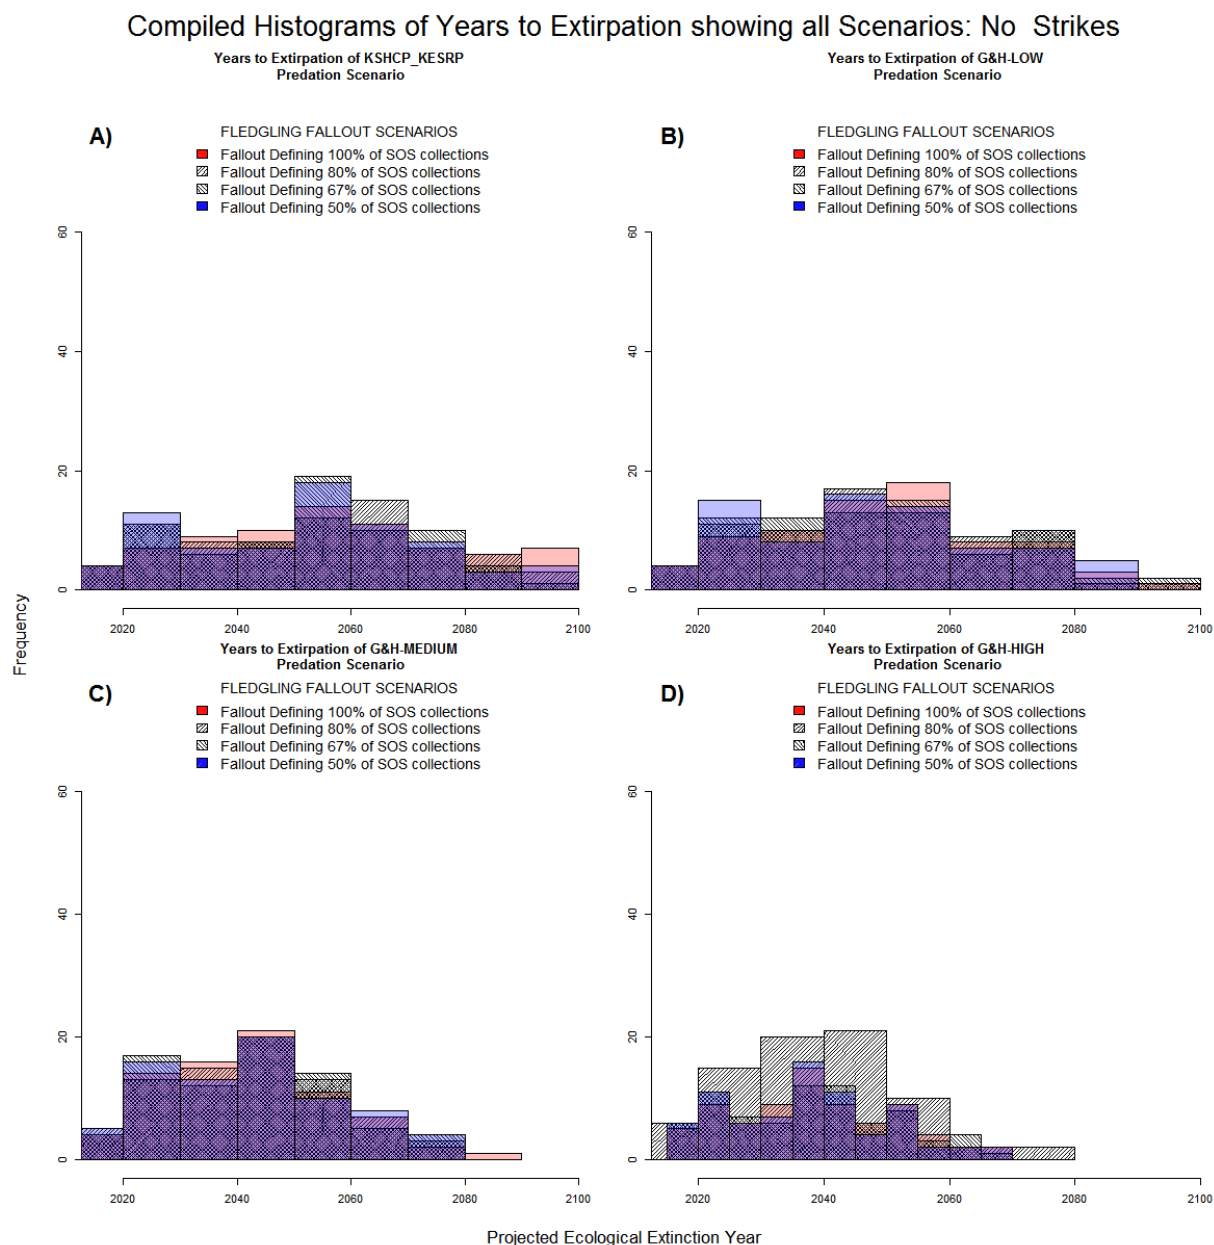 Compiled Histograms of Years to Extirpation showing all Scenarios: No  Strikes
Years to Extirpation of KSHCP_KESRP
Predation Scenario
A)
FLEDGLING FALLOUT SCENARIOS
Fallout Defining 100% of SOS collections
Fallout Defining 80% of SOS collections
Fallout Defining 67% of SOS collections
Fallout Defining 50% of SOS collections
60
40
20
0
2020 2040 2060 2080 2100
Years to Extirpation of G&H-LOW
Predation Scenario
B)
FLEDGLING FALLOUT SCENARIOS
Fallout Defining 100% of SOS collections
Fallout Defining 80% of SOS collections
Fallout Defining 67% of SOS collections
Fallout Defining 50% of SOS collections
60
40
20
0
2020 2040 2060 2080 2100
Frequency
Years to Extirpation of G&H-MEDIUM
Predation Scenario
C)
FLEDGLING FALLOUT SCENARIOS
Fallout Defining 100% of SOS collections
Fallout Defining 80% of SOS collections
Fallout Defining 67% of SOS collections
Fallout Defining 50% of SOS collections
60
40
20
0
2020 2040 2060 2080 2100
Years to Extirpation of G&H-HIGH
Predation Scenario
D)
FLEDGLING FALLOUT SCENARIOS
Fallout Defining 100% of SOS collections
Fallout Defining 80% of SOS collections
Fallout Defining 67% of SOS collections
Fallout Defining 50% of SOS collections
60
40
20
0
2020 2040 2060 2080 2100
Projected Ecological Extinction Year